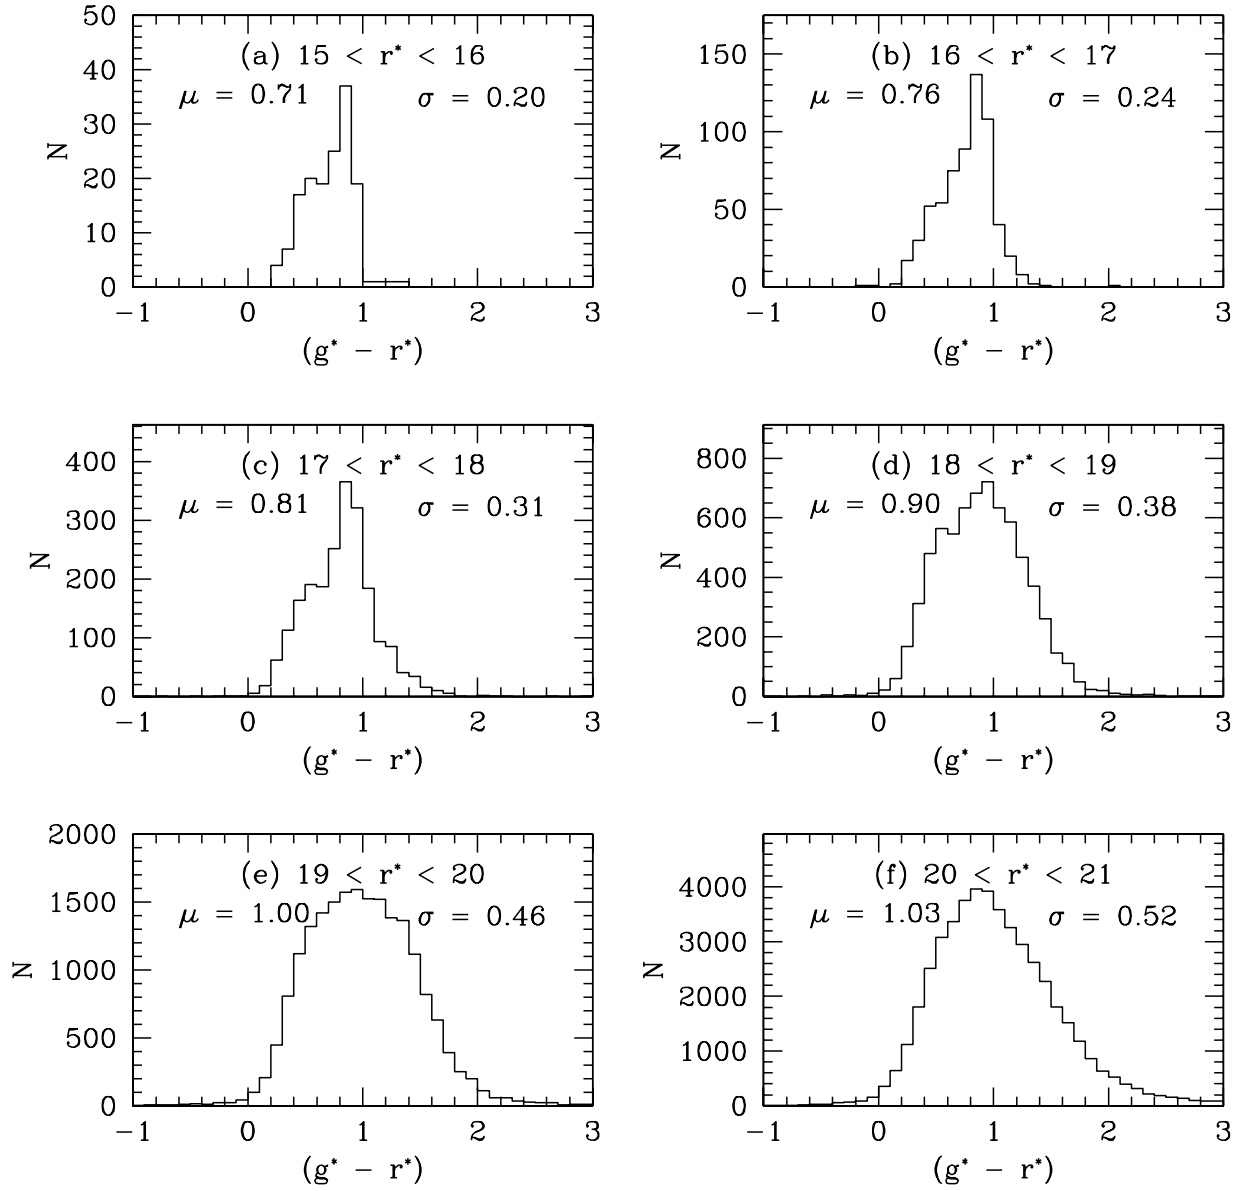 50
40
30
20
10
0
N
(a) 15 < r* < 16
μ = 0.71 σ = 0.20
−1 0 1 2 3
(g* − r*)
150
100
50
0
N
(b) 16 < r* < 17
μ = 0.76 σ = 0.24
−1 0 1 2 3
(g* − r*)
400
300
200
100
0
N
(c) 17 < r* < 18
μ = 0.81 σ = 0.31
−1 0 1 2 3
(g* − r*)
800
600
400
200
0
N
(d) 18 < r* < 19
μ = 0.90 σ = 0.38
−1 0 1 2 3
(g* − r*)
2000
1500
1000
500
0
N
(e) 19 < r* < 20
μ = 1.00 σ = 0.46
−1 0 1 2 3
(g* − r*)
4000
3000
2000
1000
0
N
(f) 20 < r* < 21
μ = 1.03 σ = 0.52
−1 0 1 2 3
(g* − r*)